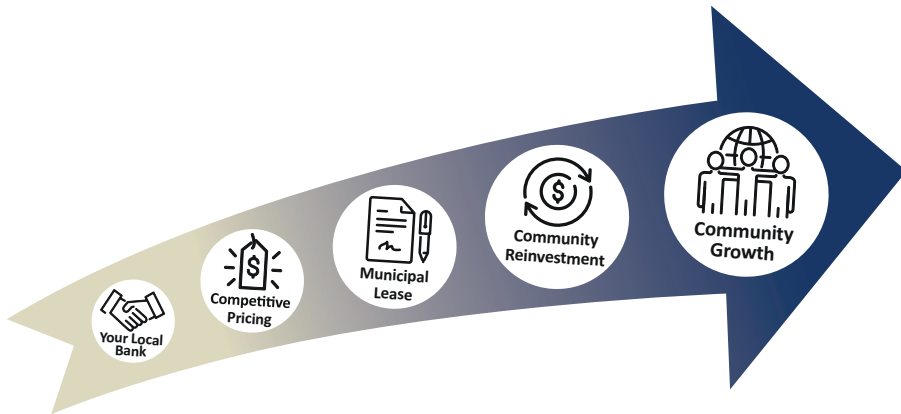 Your Local
Bank
Competitive
Pricing
$
Municipal
Lease
$
Community
Reinvestment
Community
Growth